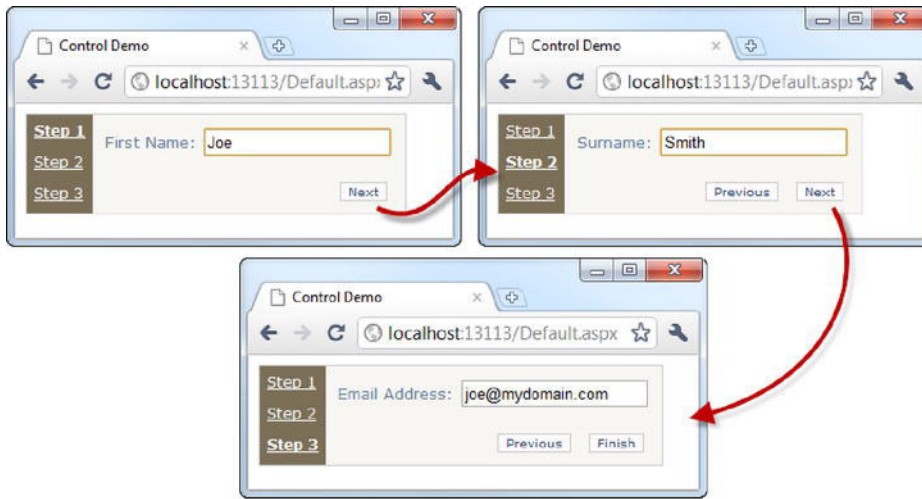 Control Demo
localhost:13113/Default.aspx
Step 1
First Name: Joe
Step 2
Step 3
Next
Control Demo
localhost:13113/Default.aspx
Step 1
Surname: Smith
Step 2
Step 3
Previous Next
Control Demo
localhost:13113/Default.aspx
Step 1
Email Address: joe@mydomain.com
Step 2
Step 3
Previous Finish